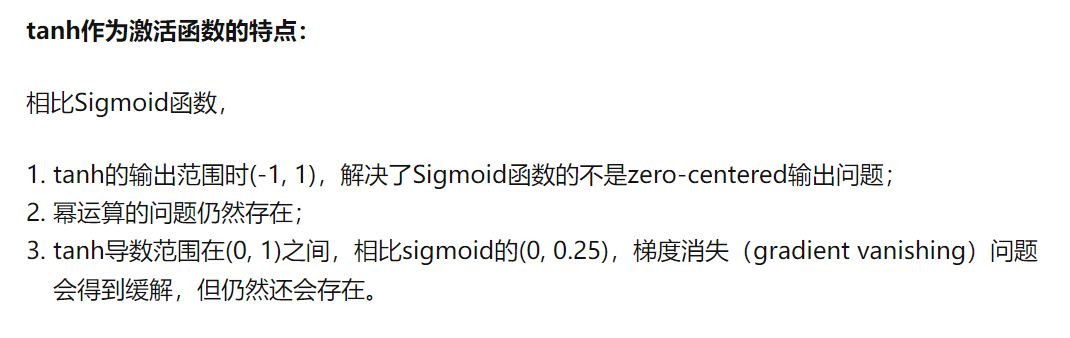 tanh作为激活函数的特点：
相比Sigmoid函数，
1. tanh的输出范围时(-1, 1)，解决了Sigmoid函数的不是zero-centered输出问题；
2. 幂运算的问题仍然存在；
3. tanh导数范围在(0, 1)之间，相比sigmoid的(0, 0.25)，梯度消失（gradient vanishing）问题
会得到缓解，但仍然还会存在。